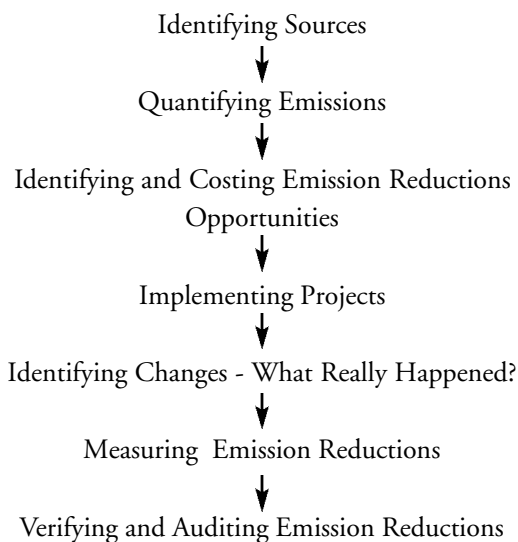 Identifying Sources
Quantifying Emissions
Identifying and Costing Emission Reductions
Opportunities
Implementing Projects
Identifying Changes - What Really Happened?
Measuring Emission Reductions
Verifying and Auditing Emission Reductions